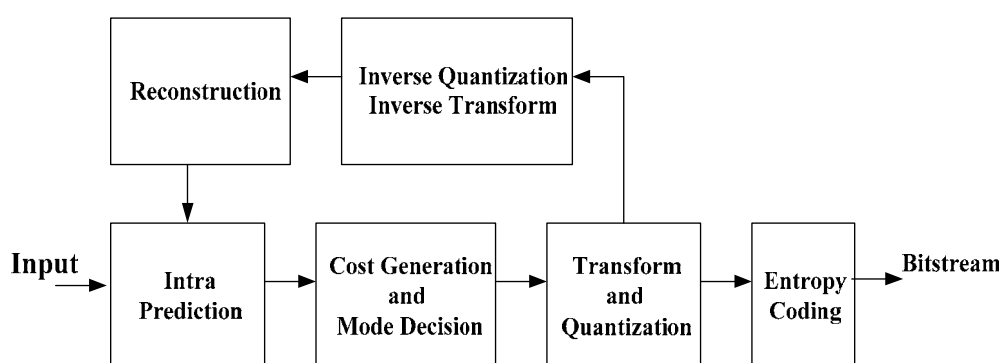 Reconstruction
Inverse Quantization
Inverse Transform
Input
Intra
Prediction
Cost Generation
and
Mode Decision
Transform
and
Quantization
Entropy
Coding
Bitstream